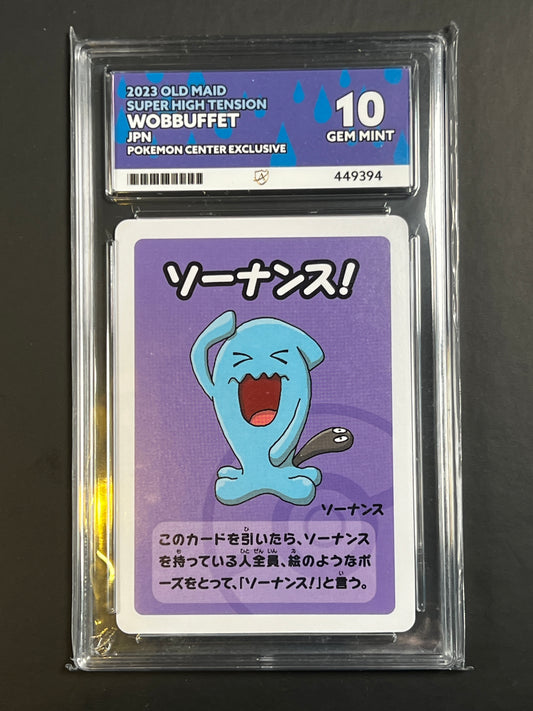 2023 OLD MAID
SUPER HIGH TENSION
WOBBUFFET
JPN
POKEMON CENTER EXCLUSIVE
10
GEM MINT
449394
ソーナンス!
ソーナンス
このカードを引いたら、ソーナンス
を持っている人全員、絵のようなポ
ーズをとって、「ソーナンス!」と言う。